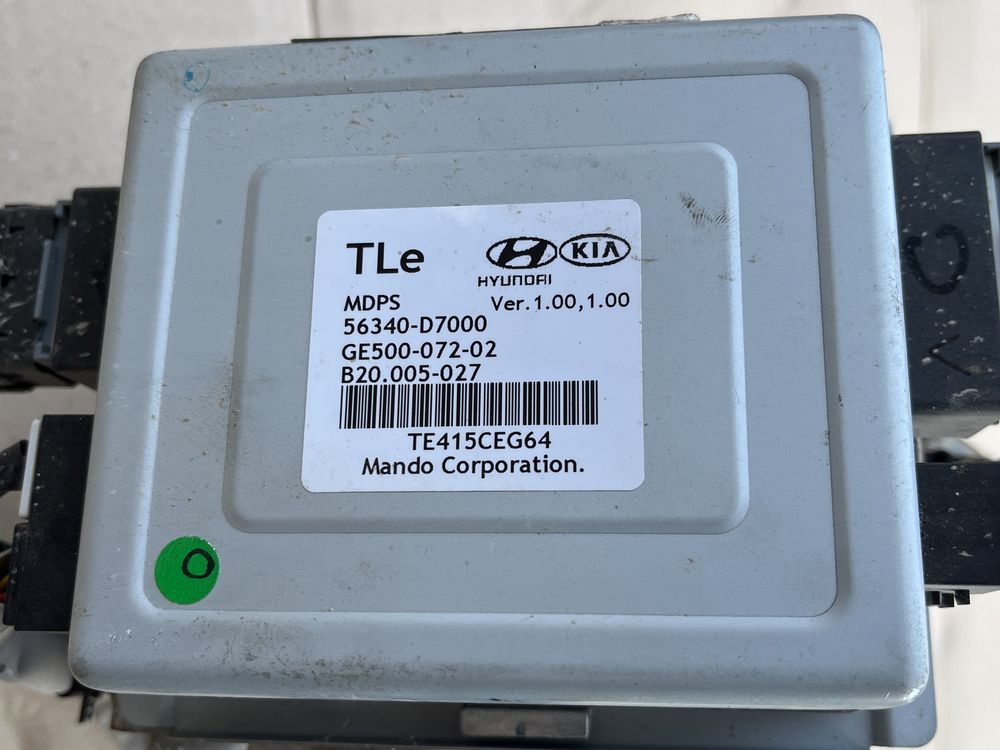 TLe
HYUNDAI
KIA
MDPS Ver.1.00,1.00
56340-D7000
GE500-072-02
B20.005-027
TE415CEG64
Mando Corporation.
O